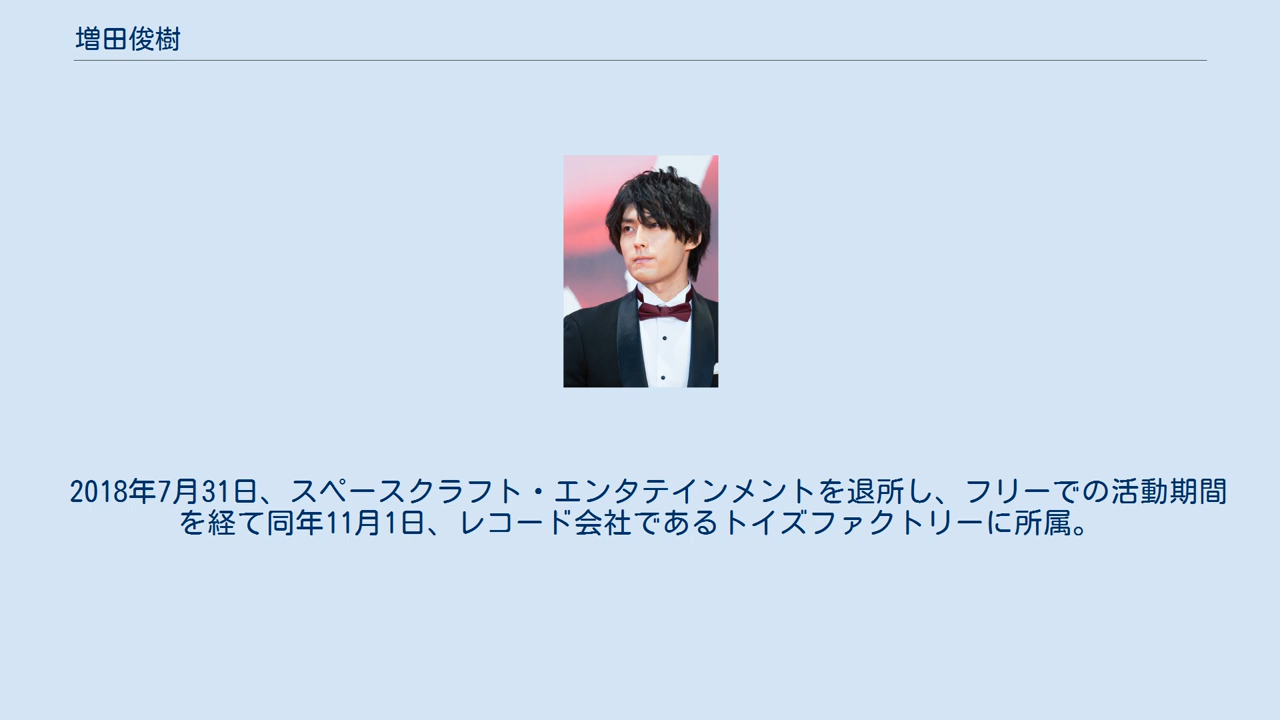 増田俊樹
2018年7月31日、スペースクラフト・エンタテインメントを退所し、フリーでの活動期間
を経て同年11月1日、レコード会社であるトイズファクトリーに所属。